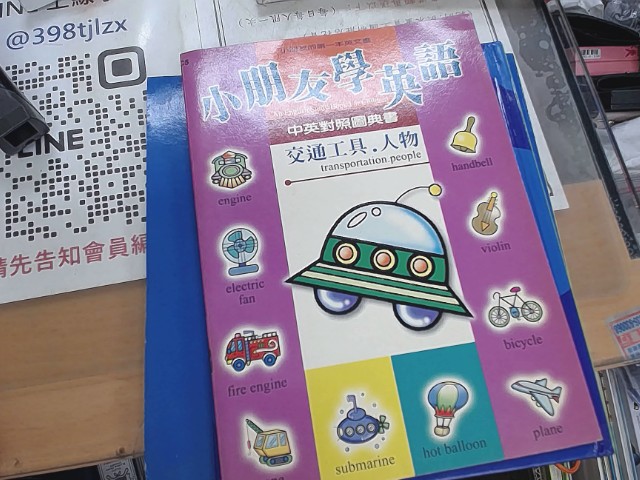 @398tjlzx
LINE
請先告知會員編
小朋友學英語
中英對照圖典書
交通工具.人物
transportation.people
engine
handbell
electric
fan
violin
fire engine
bicycle
submarine
hot balloon
plane